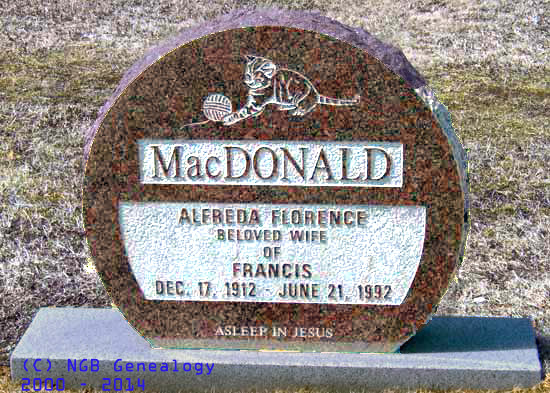 MacDONALD
ALFREDA FLORENCE
BELOVED WIFE
OF
FRANCIS
DEC. 17, 1912 - JUNE 21, 1992
ASLEEP IN JESUS
(C) NGB Genealogy
2000 - 2014